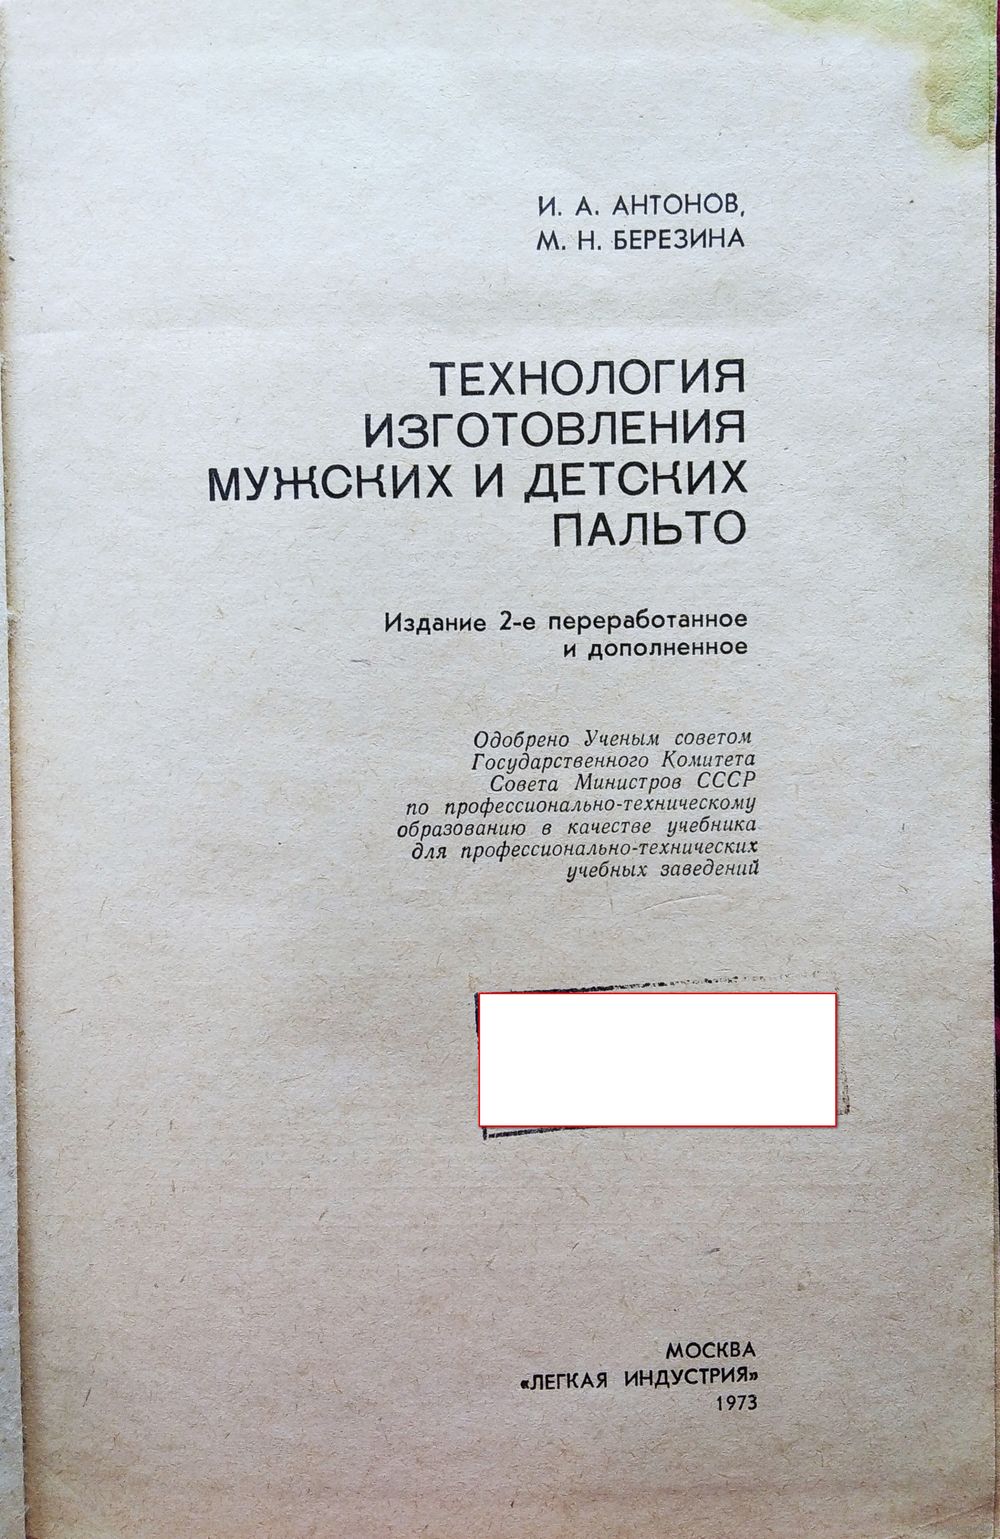 И. А. АНТОНОВ,
М. Н. БЕРЕЗИНА
ТЕХНОЛОГИЯ
ИЗГОТОВЛЕНИЯ
МУЖСКИХ И ДЕТСКИХ
ПАЛЬТО
Издание 2-е переработанное
и дополненное
Одобрено Ученым советом
Государственного Комитета
Совета Министров СССР
по профессионально-техническому
образованию в качестве учебника
для профессионально-технических
учебных заведений
МОСКВА
«ЛЕГКАЯ ИНДУСТРИЯ»
1973